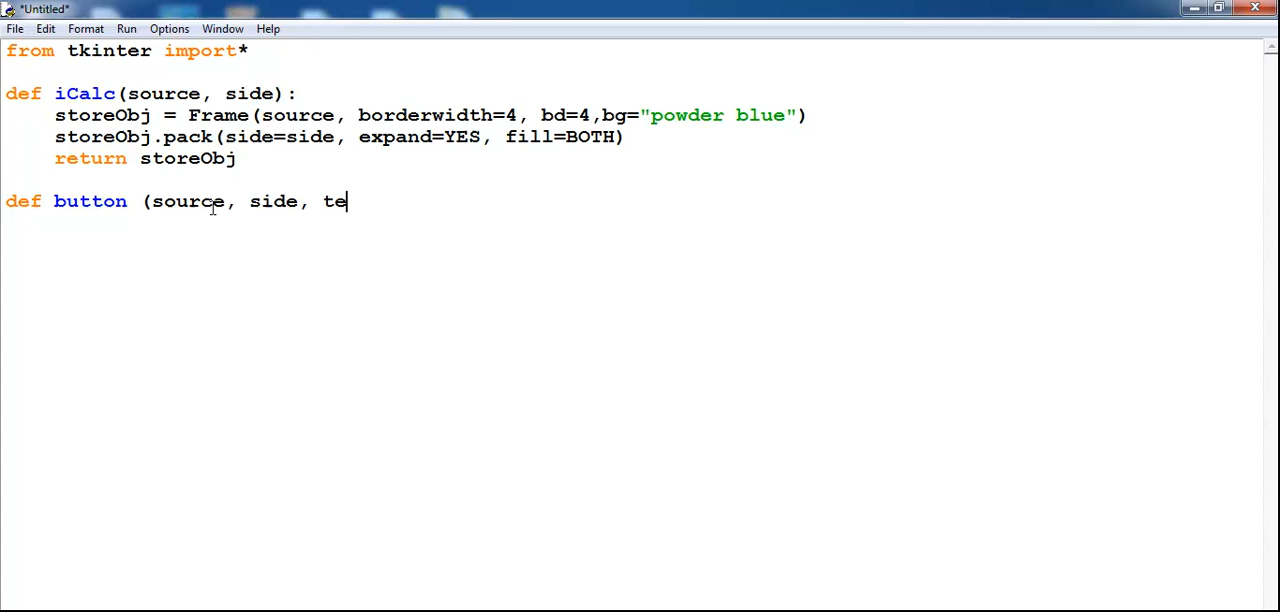 *Untitled*
File Edit Format Run Options Window Help
from tkinter import*
def iCalc(source, side):
    storeObj = Frame(source, borderwidth=4, bd=4,bg="powder blue")
    storeObj.pack(side=side, expand=YES, fill=BOTH)
    return storeObj
def button (source, side, te